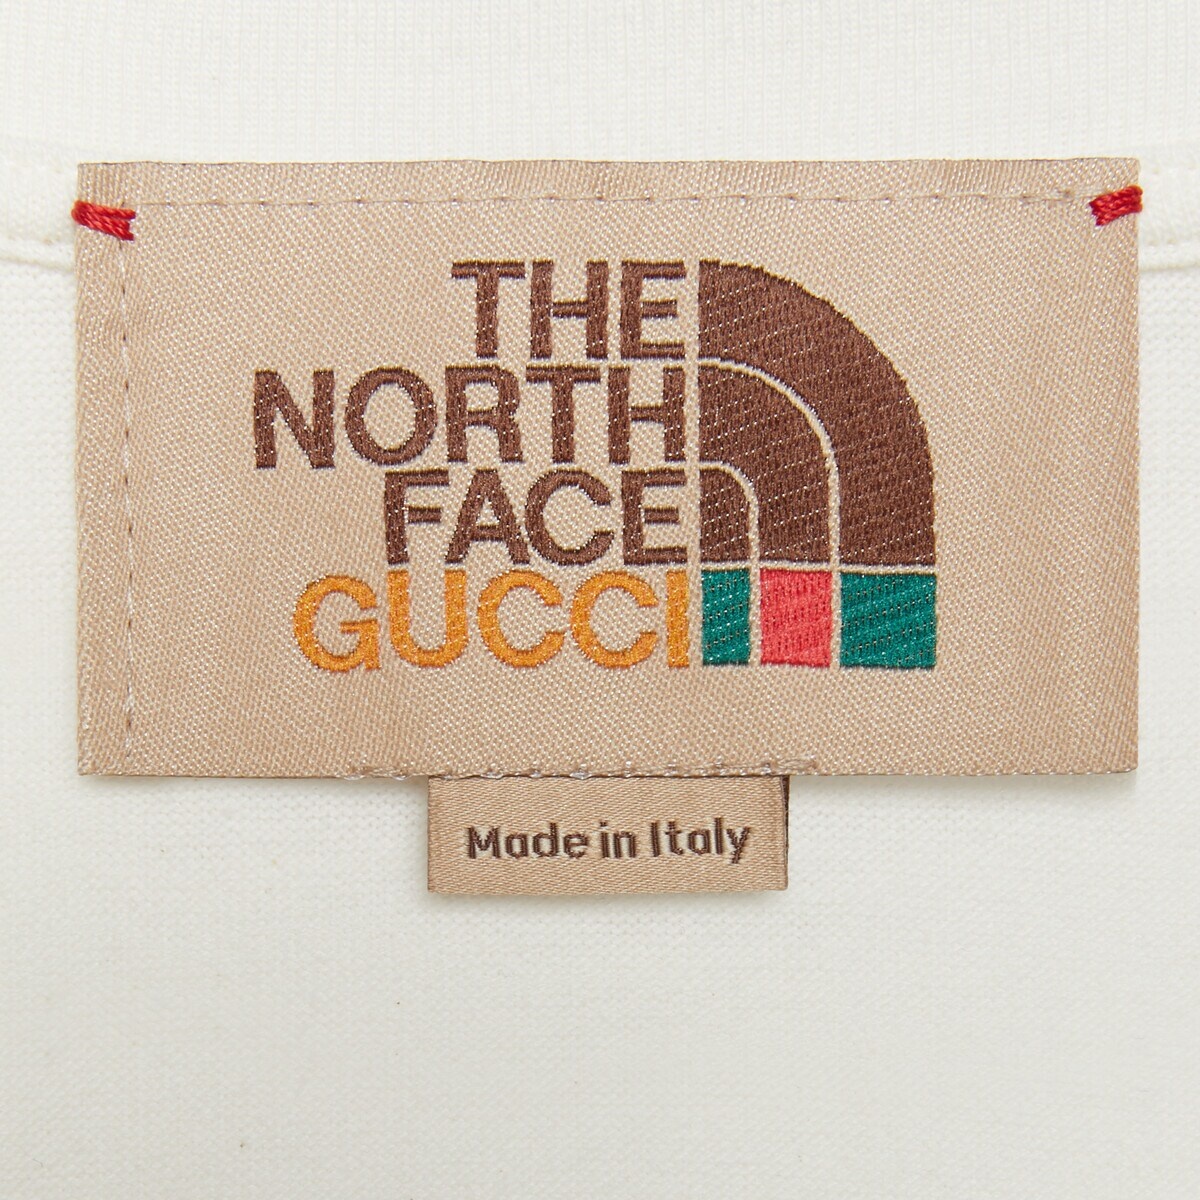 THE
NORTH
FACE
GUCCI
Made in Italy